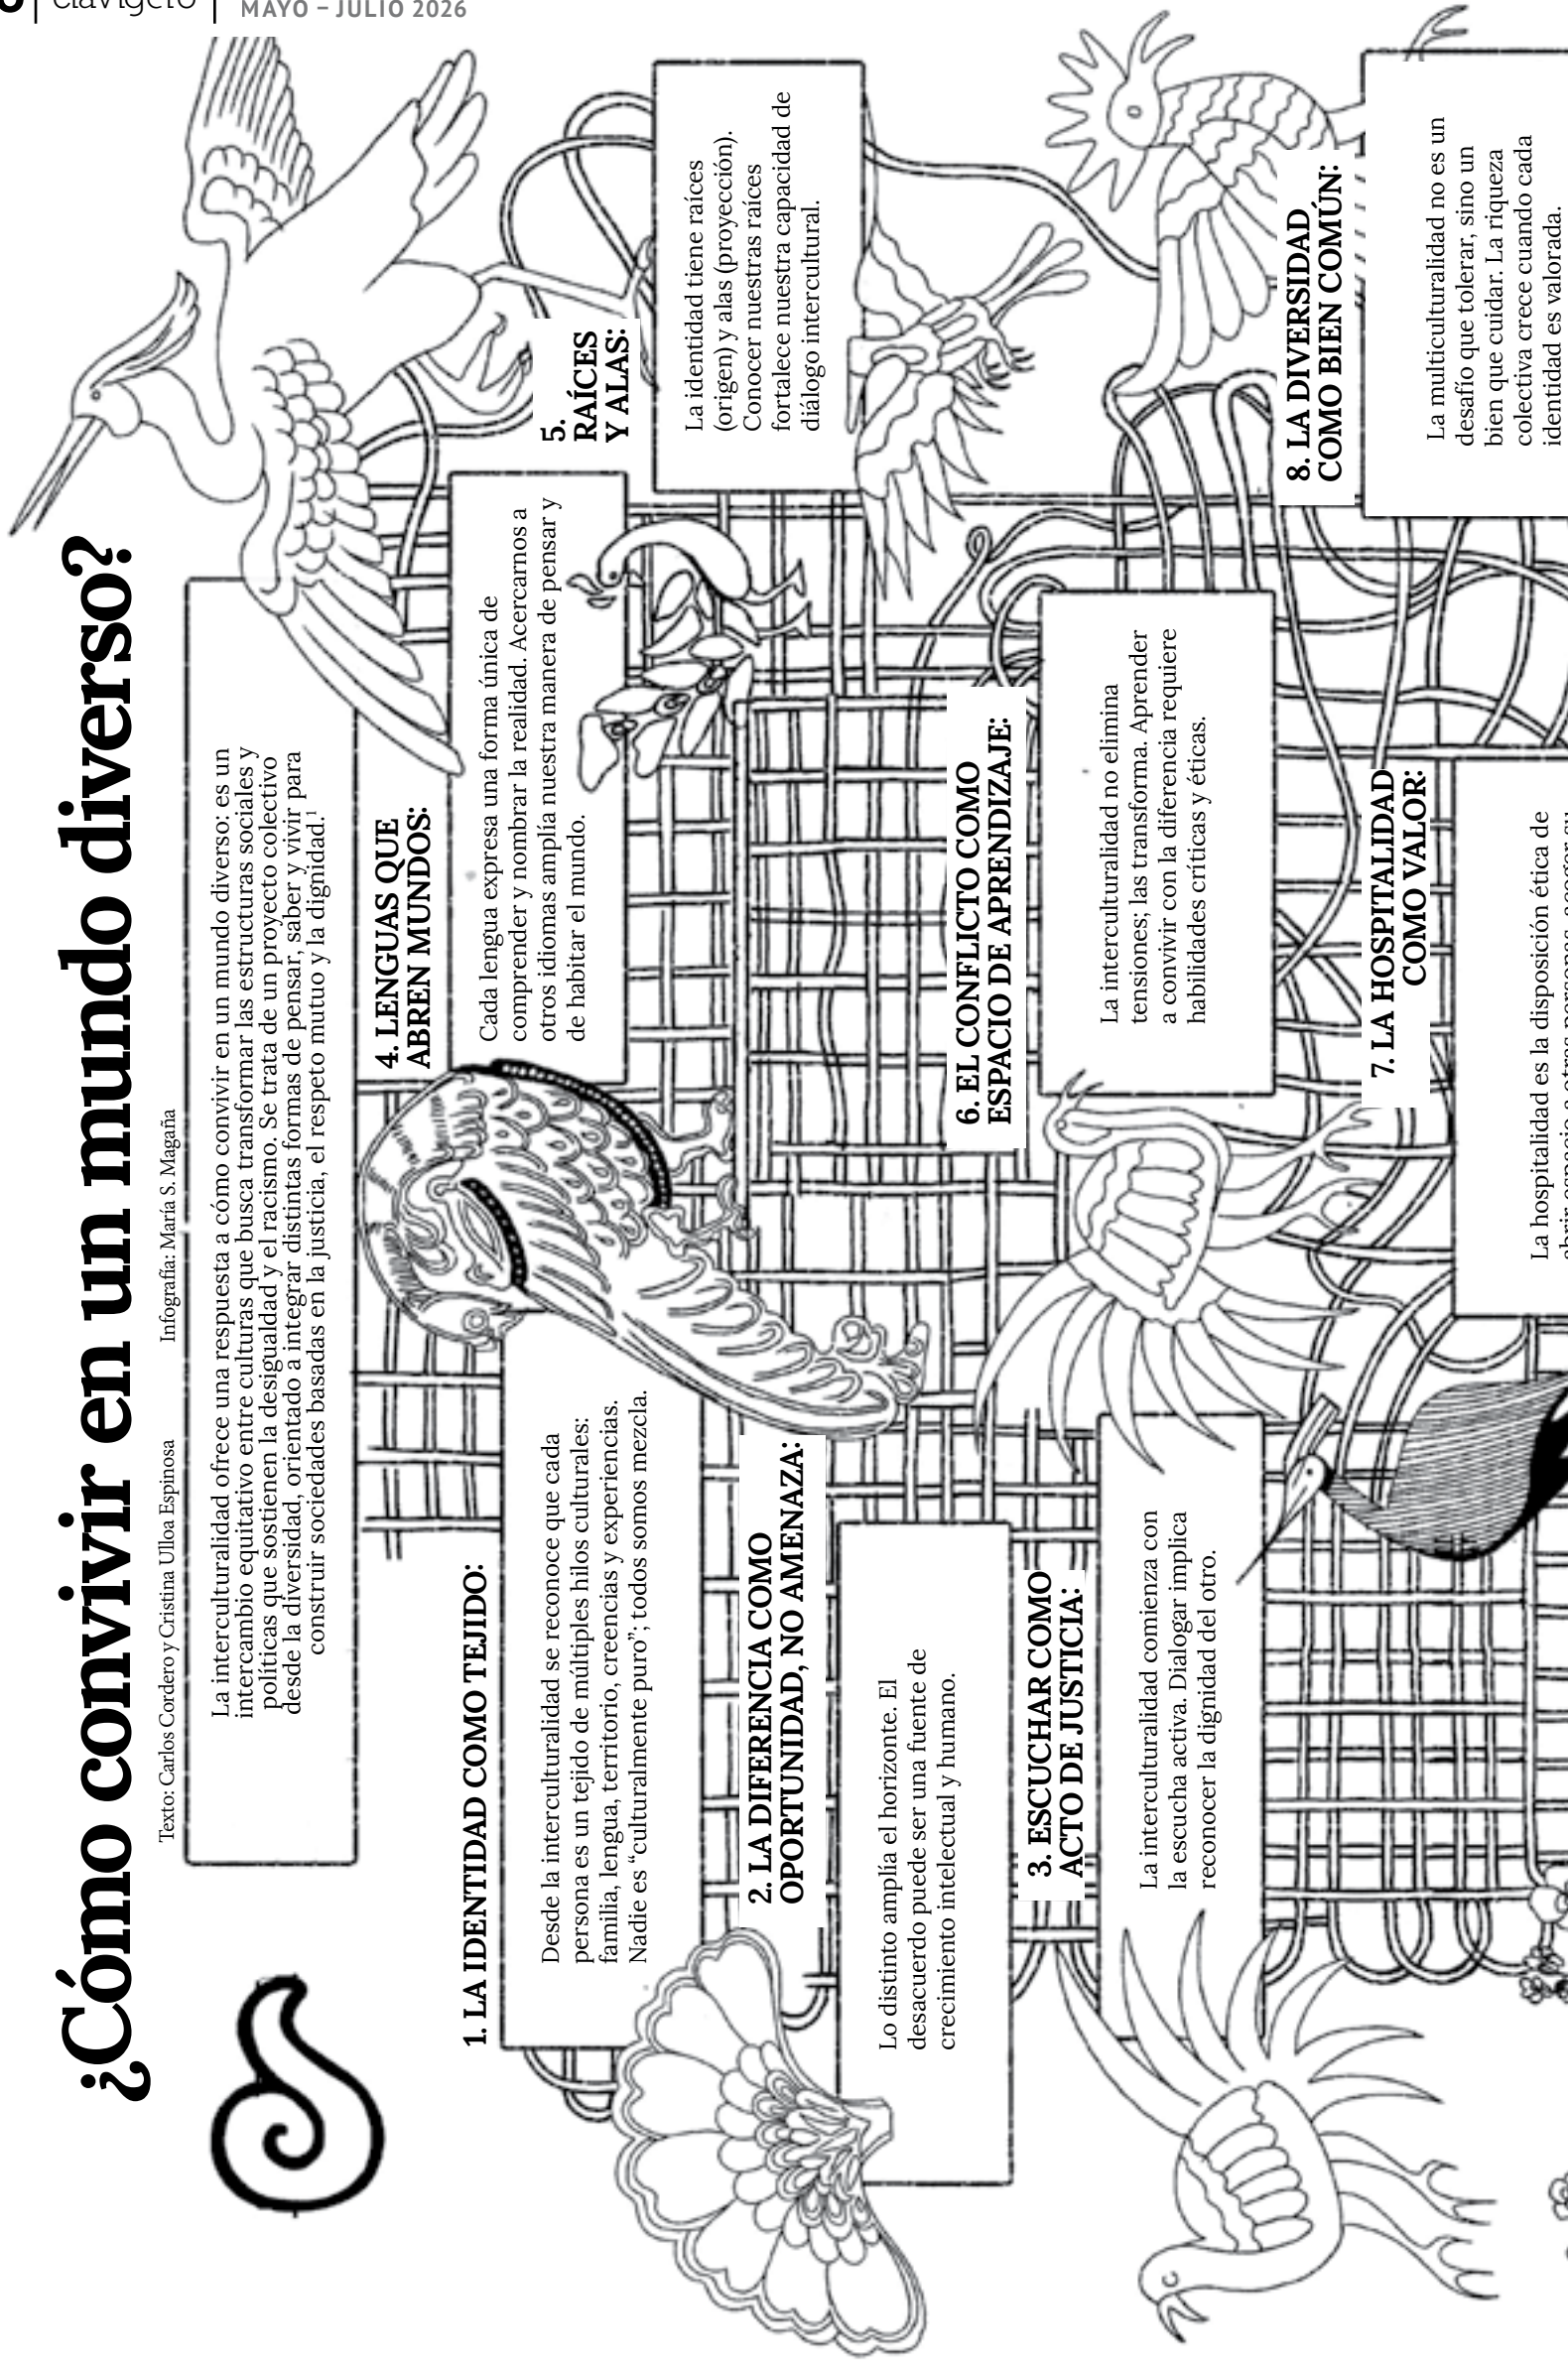 clavigero
MAYO – JULIO 2026
¿Cómo convivir en un mundo diverso?
Texto: Carlos Cordero y Cristina Ulloa Espinosa
Infografía: María S. Magaña
La interculturalidad ofrece una respuesta a cómo convivir en un mundo diverso: es un
intercambio equitativo entre culturas que busca transformar las estructuras sociales y
políticas que sostienen la desigualdad y el racismo. Se trata de un proyecto colectivo
desde la diversidad, orientado a integrar distintas formas de pensar, saber y vivir para
construir sociedades basadas en la justicia, el respeto mutuo y la dignidad.¹
1. LA IDENTIDAD COMO TEJIDO:
Desde la interculturalidad se reconoce que cada
persona es un tejido de múltiples hilos culturales:
familia, lengua, territorio, creencias y experiencias.
Nadie es “culturalmente puro”; todos somos mezcla.
2. LA DIFERENCIA COMO
OPORTUNIDAD, NO AMENAZA:
Lo distinto amplía el horizonte. El
desacuerdo puede ser una fuente de
crecimiento intelectual y humano.
3. ESCUCHAR COMO
ACTO DE JUSTICIA:
La interculturalidad comienza con
la escucha activa. Dialogar implica
reconocer la dignidad del otro.
4. LENGUAS QUE
ABREN MUNDOS:
Cada lengua expresa una forma única de
comprender y nombrar la realidad. Acercarnos a
otros idiomas amplía nuestra manera de pensar y
de habitar el mundo.
5.
RAÍCES
Y ALAS:
La identidad tiene raíces
(origen) y alas (proyección).
Conocer nuestras raíces
fortalece nuestra capacidad de
diálogo intercultural.
6. EL CONFLICTO COMO
ESPACIO DE APRENDIZAJE:
La interculturalidad no elimina
tensiones; las transforma. Aprender
a convivir con la diferencia requiere
habilidades críticas y éticas.
7. LA HOSPITALIDAD
COMO VALOR:
La hospitalidad es la disposición ética de
8. LA DIVERSIDAD
COMO BIEN COMÚN:
La multiculturalidad no es un
desafío que tolerar, sino un
bien que cuidar. La riqueza
colectiva crece cuando cada
identidad es valorada.